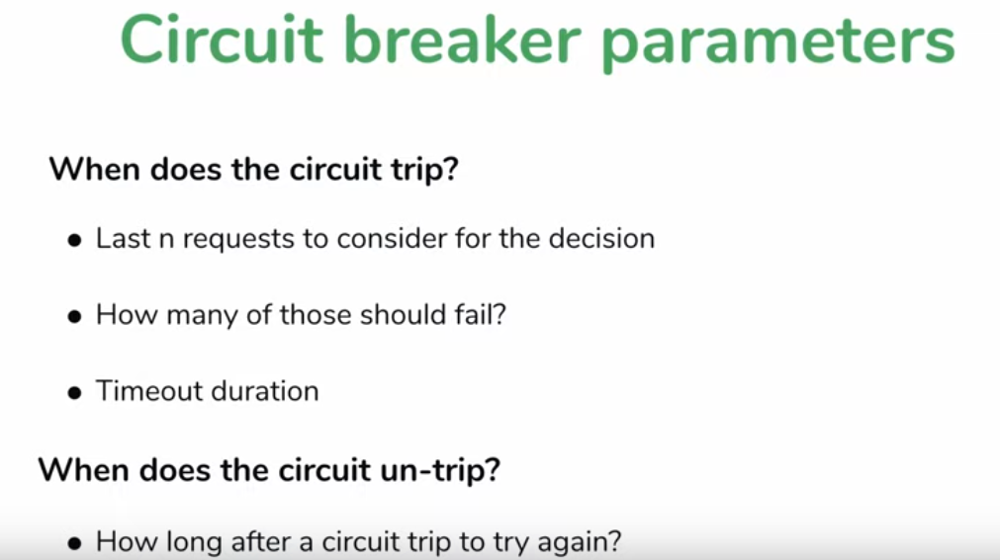 Circuit breaker parameters
When does the circuit trip?
● Last n requests to consider for the decision
● How many of those should fail?
● Timeout duration
When does the circuit un-trip?
● How long after a circuit trip to try again?